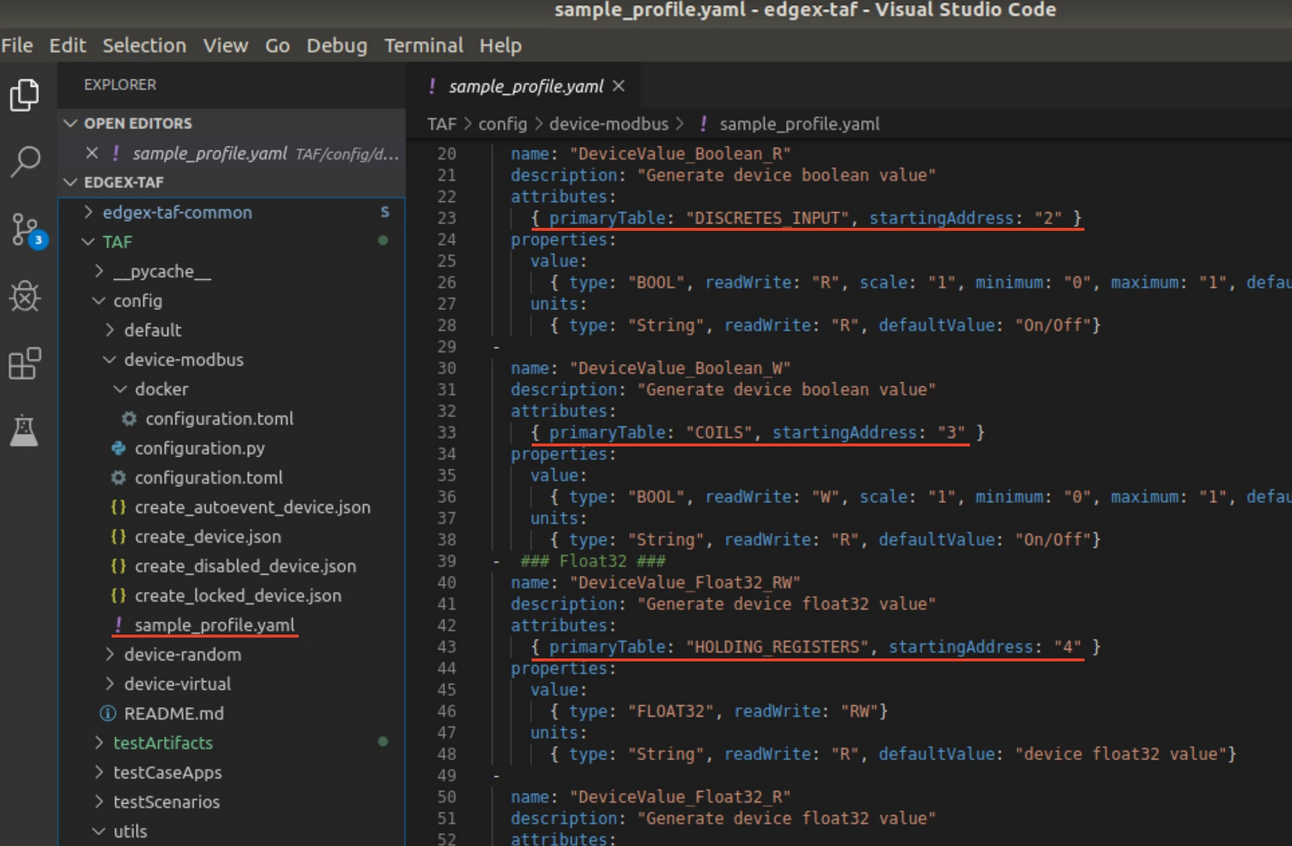 sample_profile.yaml - edgex-taf - Visual Studio Code
File Edit Selection View Go Debug Terminal Help
EXPLORER
OPEN EDITORS
sample_profile.yaml TAF/config/d...
EDGEX-TAF
edgex-taf-common S
TAF
__pycache__
config
default
device-modbus
docker
configuration.toml
configuration.py
configuration.toml
{} create_autoevent_device.json
{} create_device.json
{} create_disabled_device.json
{} create_locked_device.json
! sample_profile.yaml
device-random
device-virtual
README.md
testArtifacts
testCaseApps
testScenarios
utils
3
! sample_profile.yaml
TAF > config > device-modbus > ! sample_profile.yaml
20 name: "DeviceValue_Boolean_R"
21 description: "Generate device boolean value"
22 attributes:
23 { primaryTable: "DISCRETES_INPUT", startingAddress: "2" }
24 properties:
25 value:
26 { type: "BOOL", readWrite: "R", scale: "1", minimum: "0", maximum: "1", defau
27 units:
28 { type: "String", readWrite: "R", defaultValue: "On/Off"}
29 -
30 name: "DeviceValue_Boolean_W"
31 description: "Generate device boolean value"
32 attributes:
33 { primaryTable: "COILS", startingAddress: "3" }
34 properties:
35 value:
36 { type: "BOOL", readWrite: "W", scale: "1", minimum: "0", maximum: "1", defau
37 units:
38 { type: "String", readWrite: "R", defaultValue: "On/Off"}
39 - ### Float32 ###
40 name: "DeviceValue_Float32_RW"
41 description: "Generate device float32 value"
42 attributes:
43 { primaryTable: "HOLDING_REGISTERS", startingAddress: "4" }
44 properties:
45 value:
46 { type: "FLOAT32", readWrite: "RW"}
47 units:
48 { type: "String", readWrite: "R", defaultValue: "device float32 value"}
49 -
50 name: "DeviceValue_Float32_R"
51 description: "Generate device float32 value"
52 attributes: